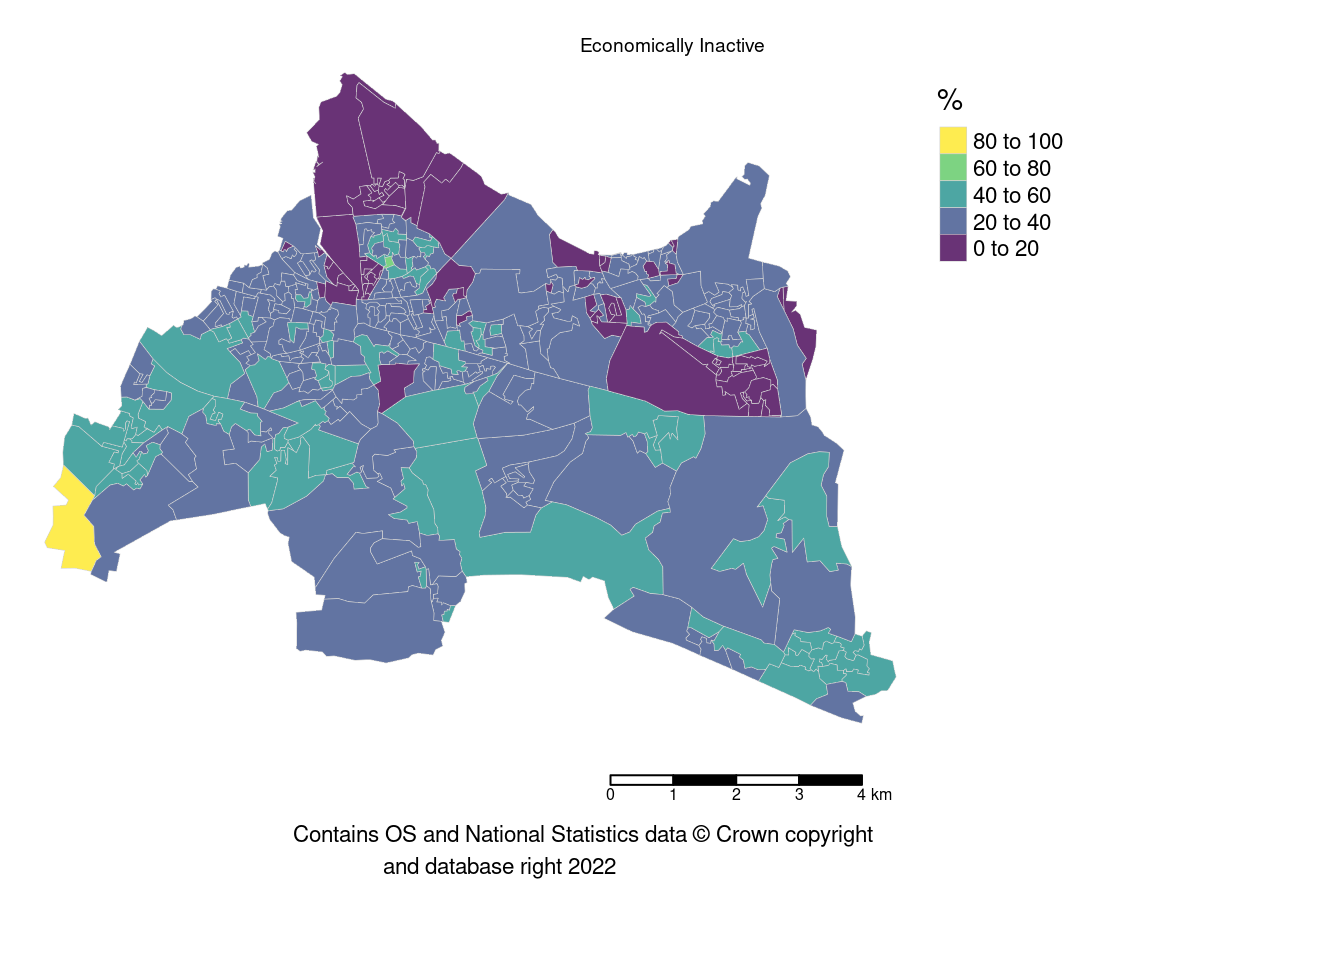 Economically Inactive
%
80 to 100
60 to 80
40 to 60
20 to 40
0 to 20
0 1 2 3 4 km
Contains OS and National Statistics data © Crown copyright
and database right 2022